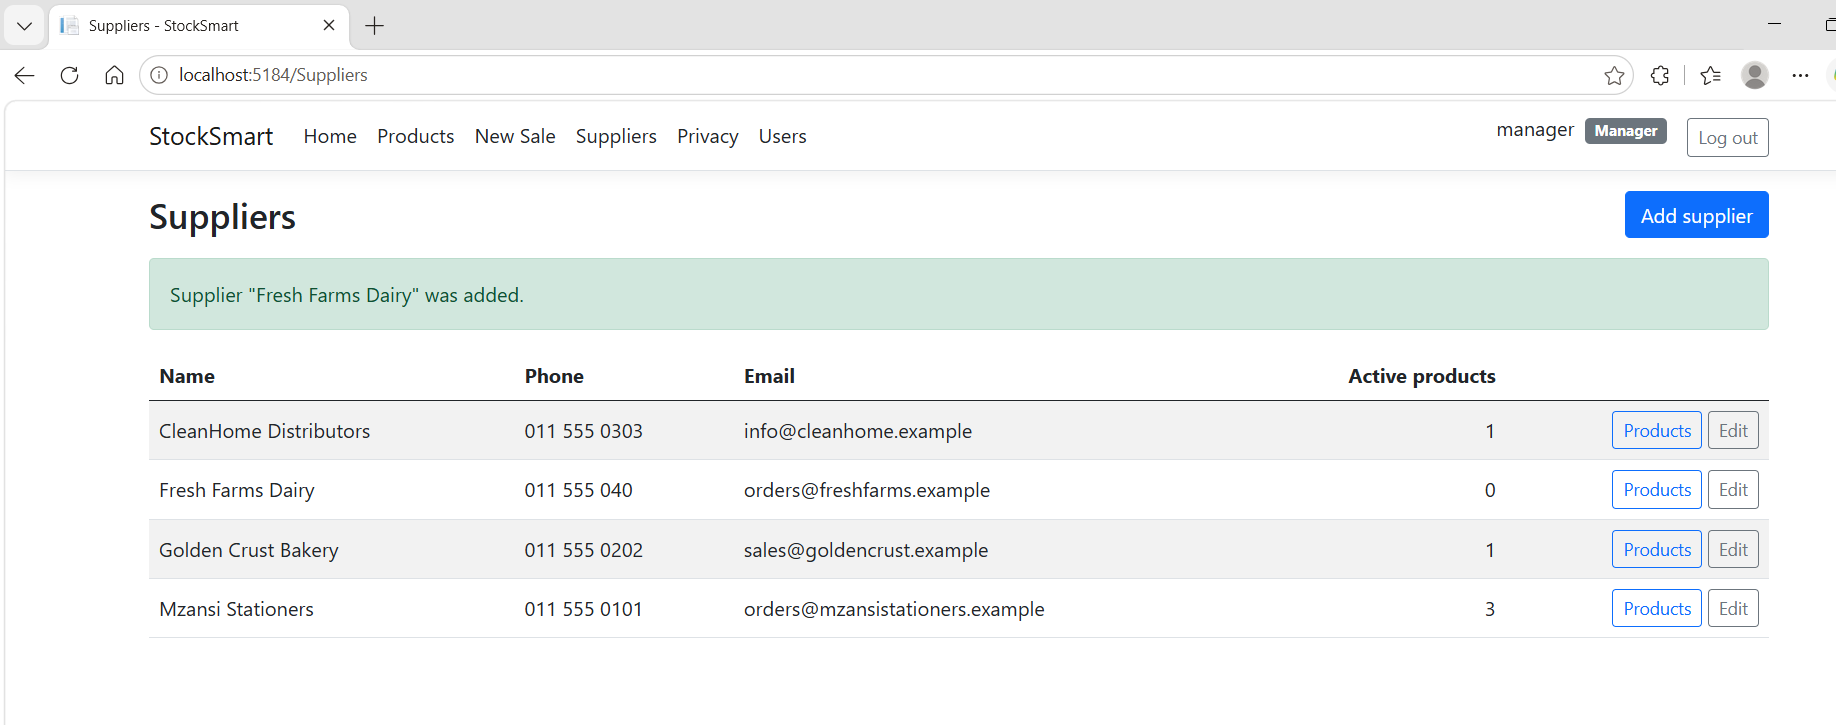 Suppliers - StockSmart
localhost:5184/Suppliers
StockSmart Home Products New Sale Suppliers Privacy Users manager Manager Log out
Suppliers Add supplier
Supplier "Fresh Farms Dairy" was added.
Name Phone Email Active products
CleanHome Distributors 011 555 0303 info@cleanhome.example 1 Products Edit
Fresh Farms Dairy 011 555 040 orders@freshfarms.example 0 Products Edit
Golden Crust Bakery 011 555 0202 sales@goldencrust.example 1 Products Edit
Mzansi Stationers 011 555 0101 orders@mzansistationers.example 3 Products Edit